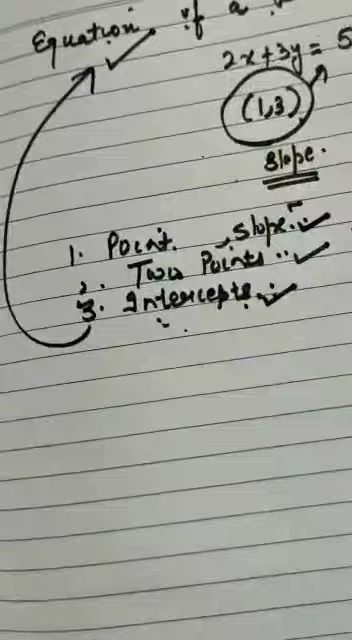 Equation of a
2x+3y = 5
(1,3)
Slope.
1. Point, slope.
2. Two Points..
3. Intercepts..